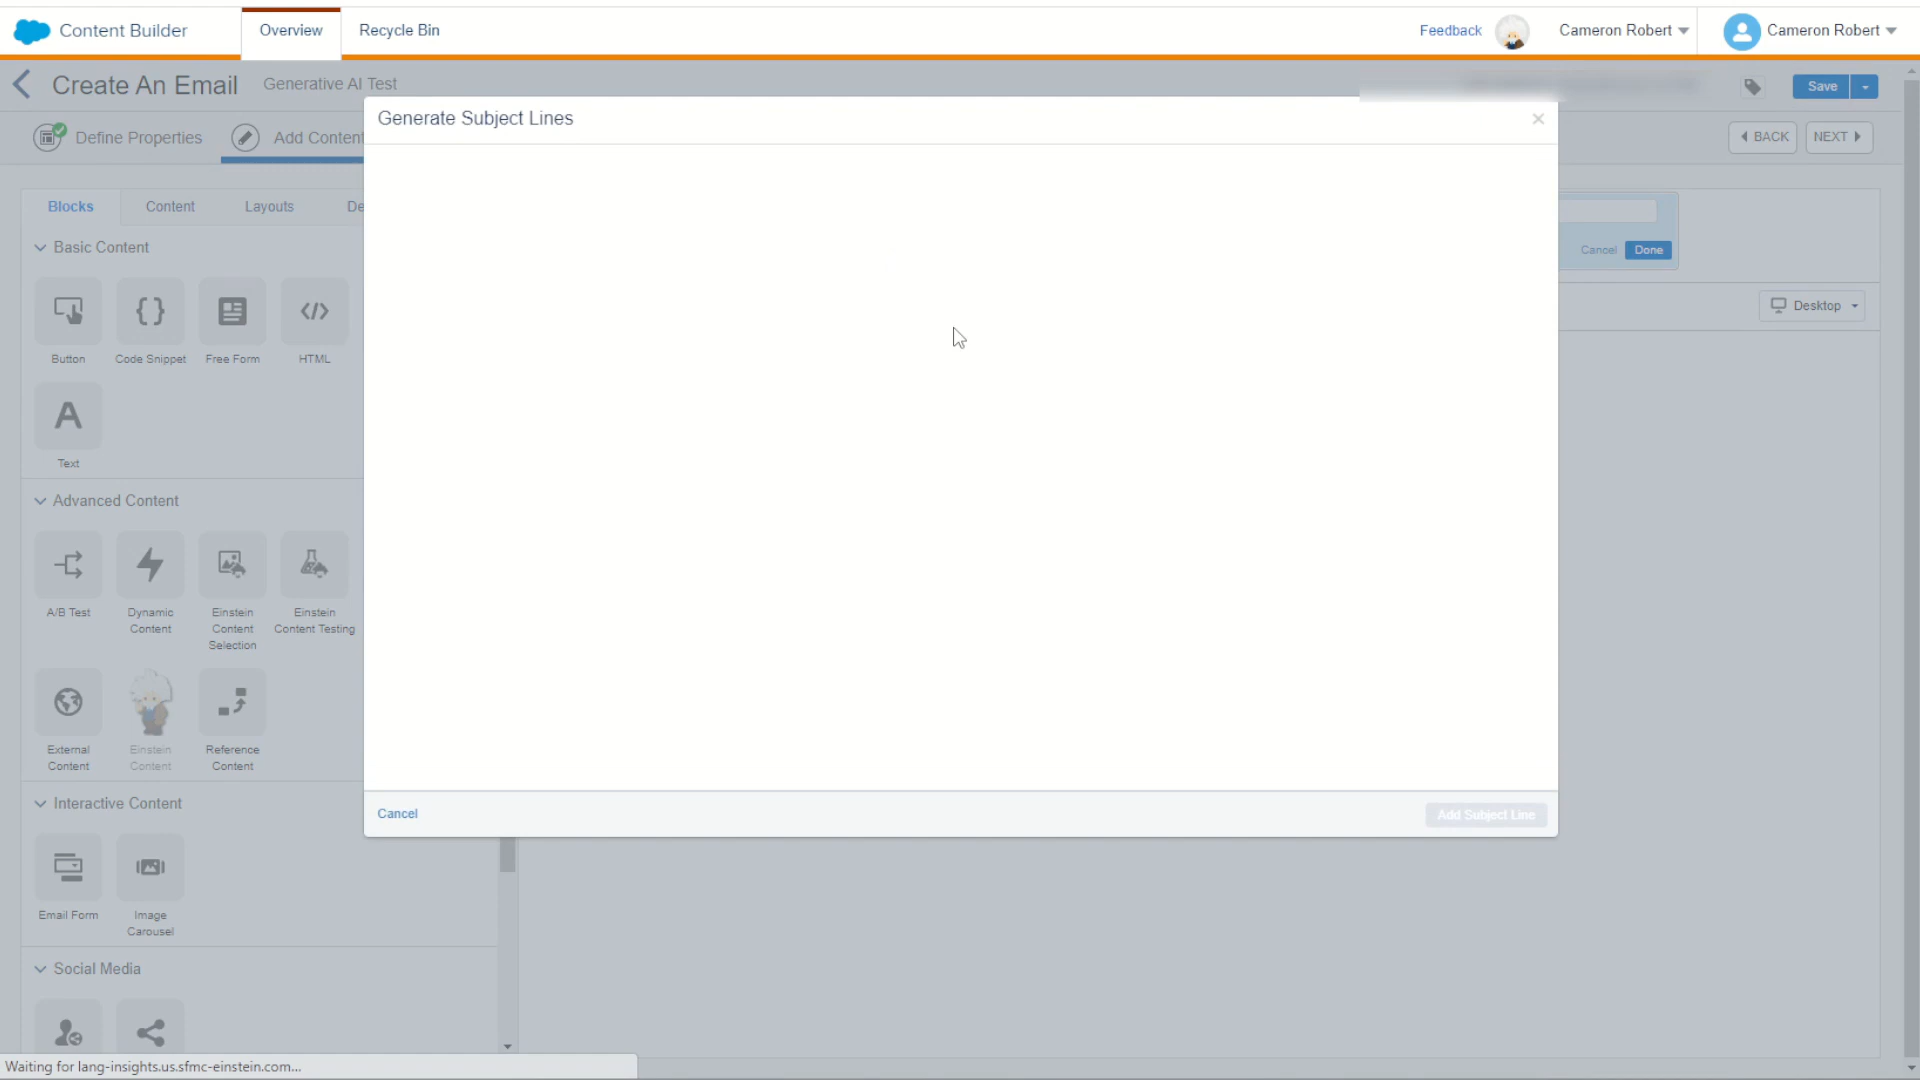 Content Builder
Overview
Recycle Bin
Feedback
Cameron Robert
Cameron Robert
Create An Email
Generative AI Test
Save
Generate Subject Lines
Define Properties
Add Content
BACK
NEXT
Blocks
Content
Layouts
De
Cancel
Done
Basic Content
Desktop
Button
Code Snippet
Free Form
HTML
Text
Advanced Content
A/B Test
Dynamic
Content
Einstein
Content
Selection
Einstein
Content Testing
External
Content
Einstein
Content
Reference
Content
Interactive Content
Cancel
Add Subject Line
Email Form
Image
Carousel
Social Media
Waiting for lang-insights.us.sfmc-einstein.com...